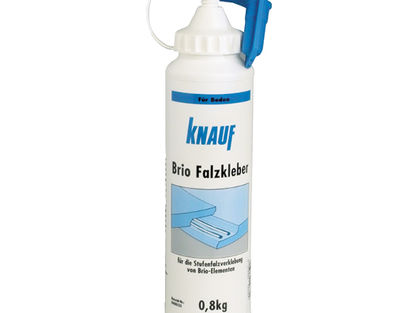 Für Boden
KNAUF
Brio Falzkleber
für die Stufenfalzverklebung
von Brio-Elementen
0,8kg